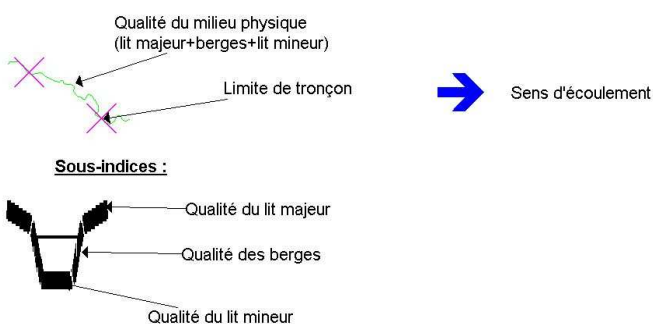 Qualité du milieu physique
(lit majeur+berges+lit mineur)
Limite de tronçon
Sens d'écoulement
Sous-indices :
Qualité du lit majeur
Qualité des berges
Qualité du lit mineur